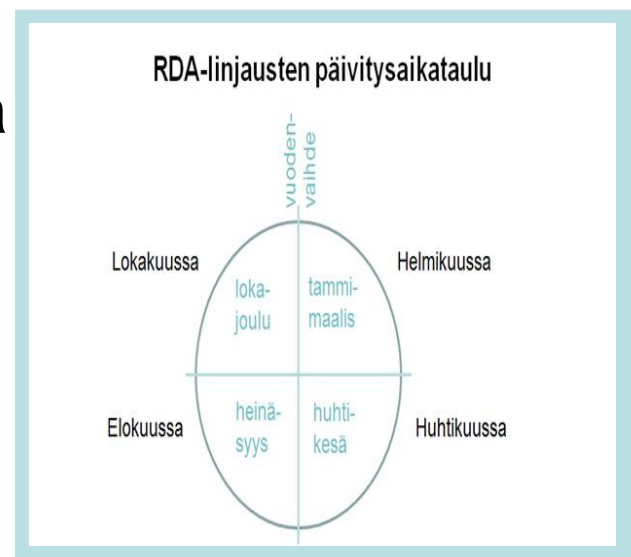 RDA-linjausten päivitysaikataulu
vuoden-
vaihde
Lokakuussa
loka-
joulu
tammi-
maalis
Helmikuussa
Elokuussa
heinä-
syys
huhti-
kesä
Huhtikuussa